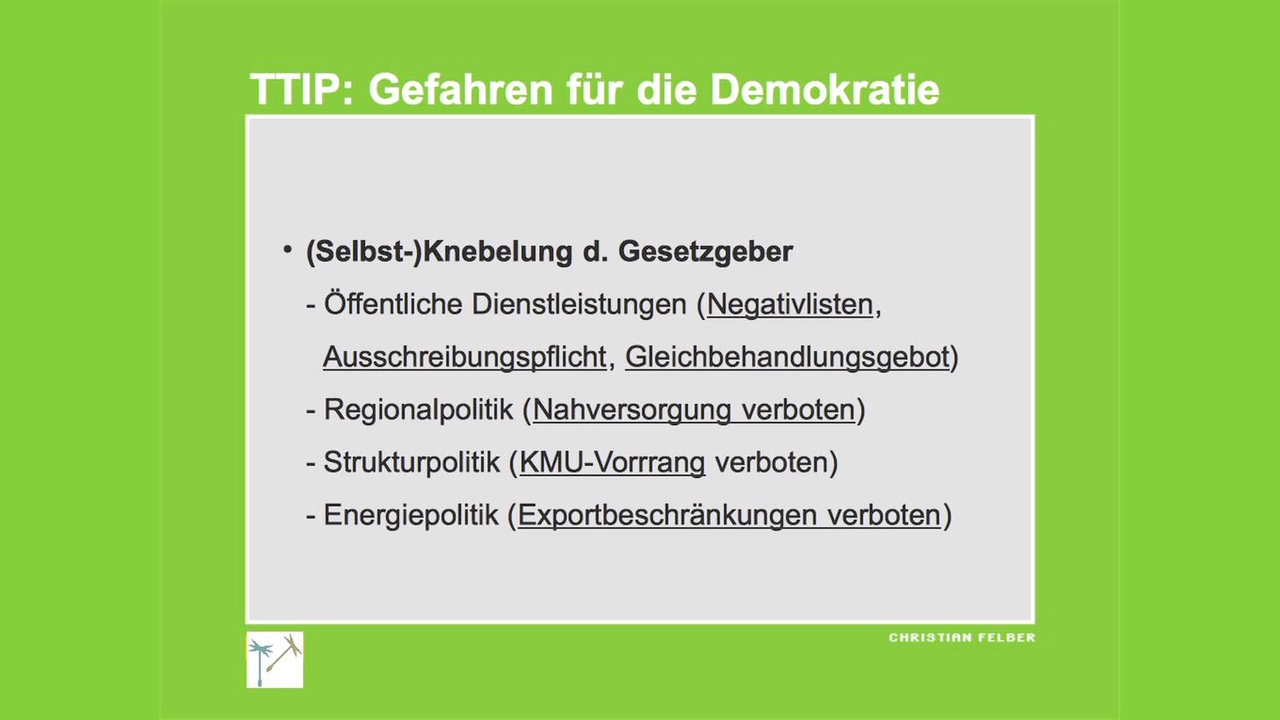 TTIP: Gefahren für die Demokratie
• (Selbst-)Knebelung d. Gesetzgeber
- Öffentliche Dienstleistungen (Negativlisten,
Ausschreibungspflicht, Gleichbehandlungsgebot)
- Regionalpolitik (Nahversorgung verboten)
- Strukturpolitik (KMU-Vorrrang verboten)
- Energiepolitik (Exportbeschränkungen verboten)
CHRISTIAN FELBER